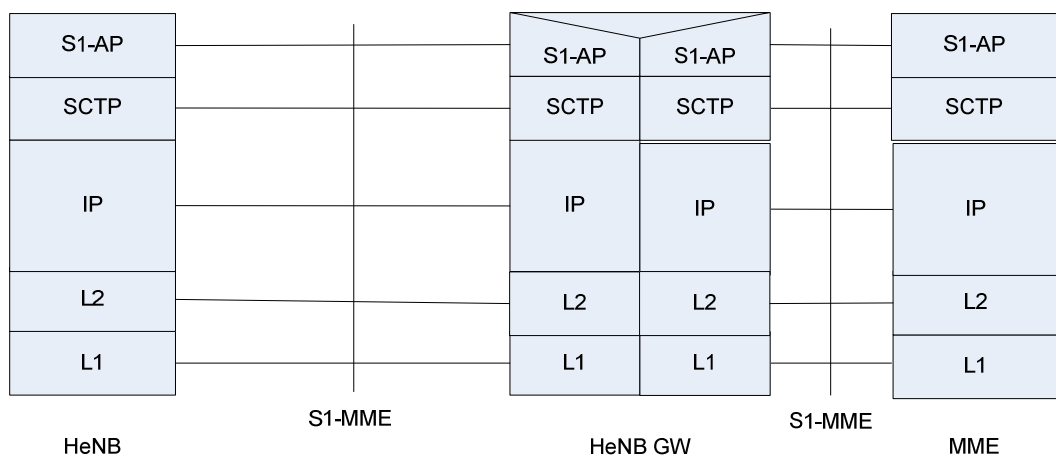 S1-AP S1-AP S1-AP S1-AP
SCTP SCTP SCTP SCTP
IP IP IP IP
L2 L2 L2 L2
L1 L1 L1 L1
S1-MME S1-MME
HeNB HeNB GW MME